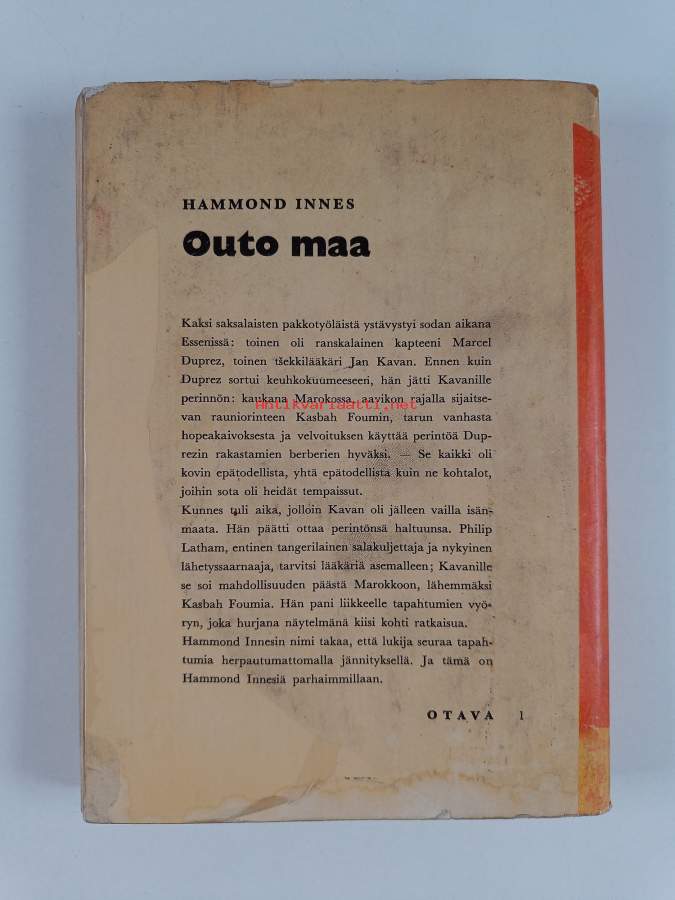 HAMMOND INNES
Outo maa
Kaksi saksalaisten pakkotyöläistä ystävystyi sodan aikana
Essenissä: toinen oli ranskalainen kapteeni Marcel
Duprez, toinen tšekkilääkäri Jan Kavan. Ennen kuin
Duprez sortui keuhkokuumeeseen, hän jätti Kavanille
perinnön: kaukana Marokossa, aavikon rajalla sijaitse-
antikvariaatti.net
van rauniorinteen Kasbah Foumin, tarun vanhasta
hopeakaivoksesta ja velvoituksen käyttää perintöä Dup-
rezin rakastamien berberien hyväksi. — Se kaikki oli
kovin epätodellista, yhtä epätodellista kuin ne kohtalot,
joihin sota oli heidät tempaissut.
Kunnes tuli aika, jolloin Kavan oli jälleen vailla isän-
maata. Hän päätti ottaa perintönsä haltuunsa. Philip
Latham, entinen tangerilainen salakuljettaja ja nykyinen
lähetyssaarnaaja, tarvitsi lääkäriä asemalleen; Kavanille
se soi mahdollisuuden päästä Marokkoon, lähemmäksi
Kasbah Foumia. Hän pani liikkeelle tapahtumien vyö-
ryn, joka hurjana näytelmänä kiisi kohti ratkaisua.
Hammond Innesin nimi takaa, että lukija seuraa tapah-
tumia herpautumattomalla jännityksellä. Ja tämä on
Hammond Innesiä parhaimmillaan.
OTAVA 1